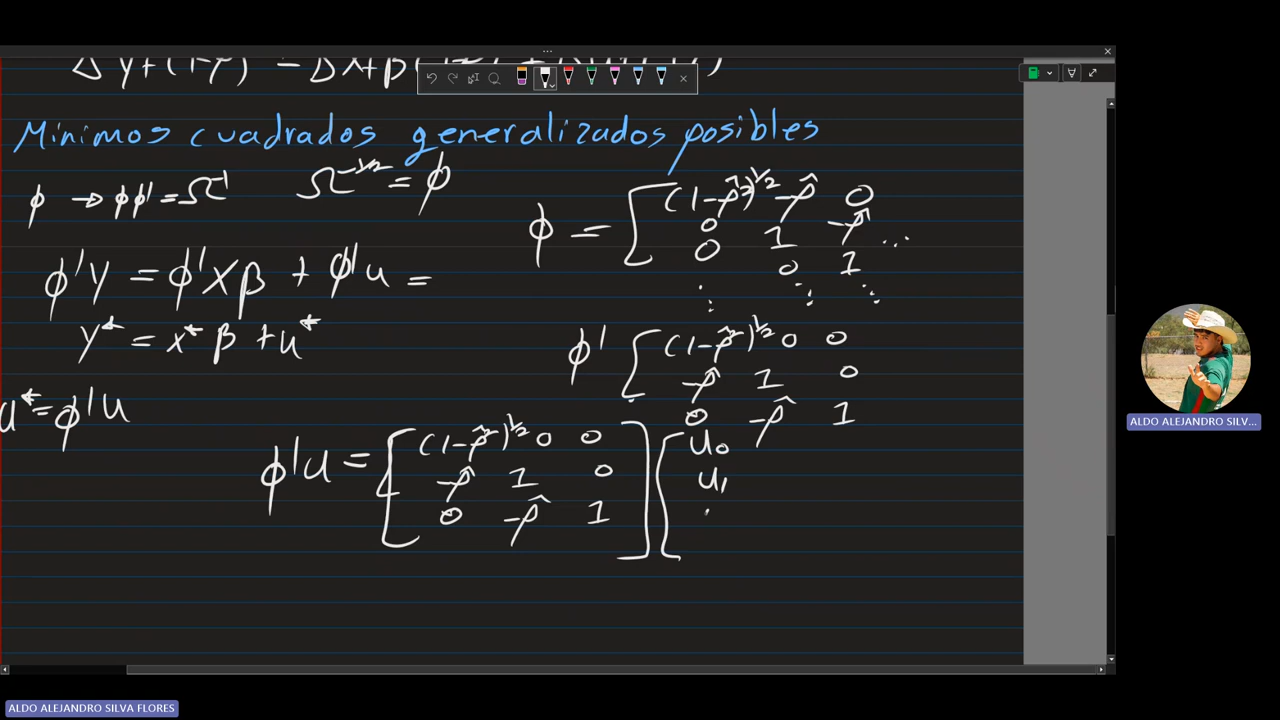 Δ
Minimos cuadrados generalizados posibles
ϕ → ϕϕ' = Ω⁻¹    Ω^(-1/2) = ϕ
ϕ = [ (1-ρ̂²)^(1/2)  -ρ̂  0
0  1  -ρ̂  ...
0  0  1
⋮  ⋱  ⋱
ϕ'Y = ϕ'Xβ + ϕ'u =
Y* = X*β + u*
ϕ' [ (1-ρ̂²)^(1/2)  0  0
-ρ̂  1  0
0  -ρ̂  1
u* = ϕ'u
ϕ'u = [ (1-ρ̂²)^(1/2)  0  0 ] [ u₀
-ρ̂  1  0  u₁
0  -ρ̂  1  .
ALDO ALEJANDRO SILV...
ALDO ALEJANDRO SILVA FLORES